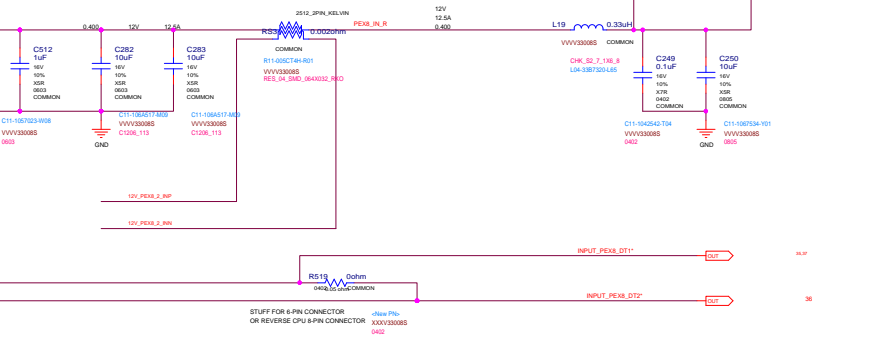 2512_2PIN_KELVIN
12V
12.5A
0.400
0.400
12V
12.5A
0.002ohm
COMMON
PEX8_IN_R
R11-005CT4H-R01
VVVV33008S
RES_04_SMD_064X032_RKO
L19
0.33uH
VVVV33008S
COMMON
CHK_S2_7_1X6_8
L04-33B7320-L65
C512
1uF
16V
10%
X5R
0603
COMMON
C11-1057023-W08
VVVV33008S
0603
C282
10uF
16V
10%
X5R
0603
COMMON
C11-106A517-M09
VVVV33008S
C1206_113
C283
10uF
16V
10%
X5R
0603
COMMON
C11-106A517-M09
VVVV33008S
C1206_113
GND
C249
0.1uF
16V
10%
X7R
0402
COMMON
C11-1042542-T04
VVVV33008S
0402
C250
10uF
16V
10%
X5R
0805
COMMON
C11-1067534-Y01
VVVV33008S
0805
GND
12V_PEX8_2_INP
12V_PEX8_2_INN
INPUT_PEX8_DT1*
OUT
R519
0ohm
0402
0.05 ohm
COMMON
INPUT_PEX8_DT2*
OUT
36
STUFF FOR 6-PIN CONNECTOR
OR REVERSE CPU 8-PIN CONNECTOR
<New PN>
XXXV33008S
0402